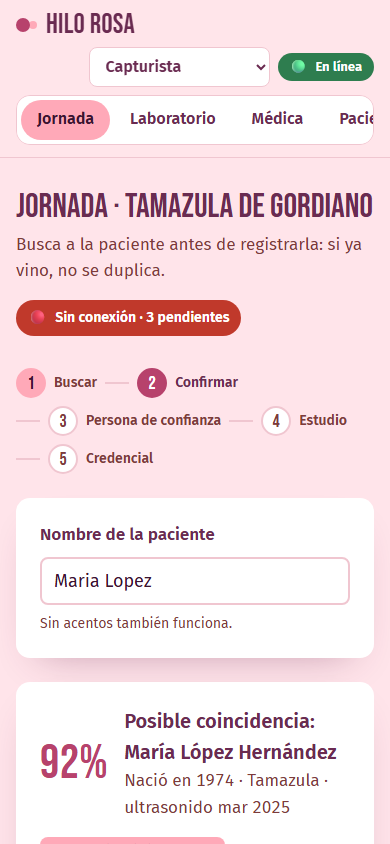 HILO ROSA
Capturista
En línea
Jornada
Laboratorio
Médica
JORNADA · TAMAZULA DE GORDIANO
Busca a la paciente antes de registrarla: si ya
vino, no se duplica.
Sin conexión · 3 pendientes
1 Buscar
2 Confirmar
3 Persona de confianza
4 Estudio
5 Credencial
Nombre de la paciente
Maria Lopez
Sin acentos también funciona.
92%
Posible coincidencia:
María López Hernández
Nació en 1974 · Tamazula ·
ultrasonido mar 2025